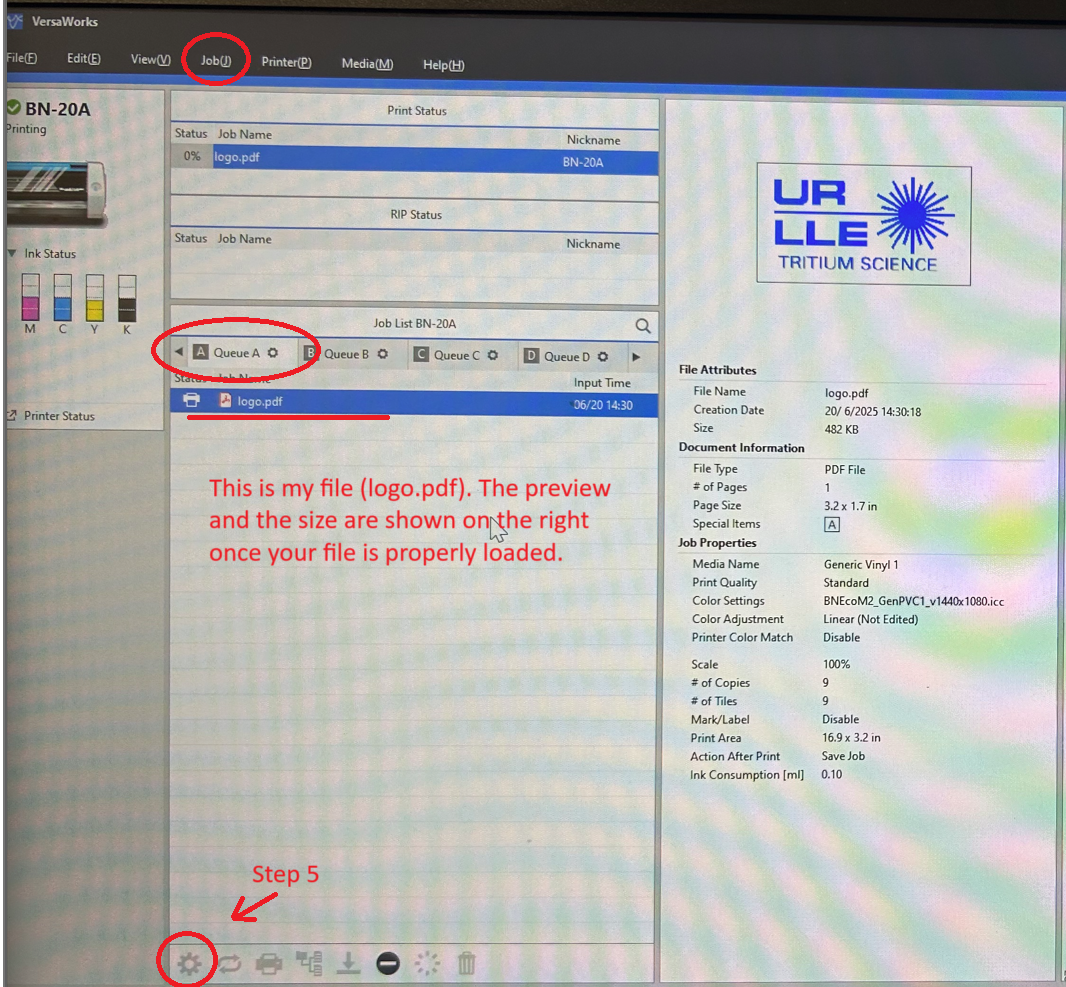 VersaWorks
File(F) Edit(E) View(V) Job(J) Printer(P) Media(M) Help(H)
BN-20A
Printing
Ink Status
M C Y K
Printer Status
Print Status
Status Job Name Nickname
0% logo.pdf BN-20A
RIP Status
Status Job Name Nickname
Job List BN-20A
A Queue A B Queue B C Queue C D Queue D
Status Job Name Input Time
logo.pdf 06/20 14:30
This is my file (logo.pdf). The preview
and the size are shown on the right
once your file is properly loaded.
Step 5
UR
LLE
TRITIUM SCIENCE
File Attributes
File Name logo.pdf
Creation Date 20/ 6/2025 14:30:18
Size 482 KB
Document Information
File Type PDF File
# of Pages 1
Page Size 3.2 x 1.7 in
Special Items A
Job Properties
Media Name Generic Vinyl 1
Print Quality Standard
Color Settings BNEcoM2_GenPVC1_v1440x1080.icc
Color Adjustment Linear (Not Edited)
Printer Color Match Disable
Scale 100%
# of Copies 9
# of Tiles 9
Mark/Label Disable
Print Area 16.9 x 3.2 in
Action After Print Save Job
Ink Consumption [ml] 0.10